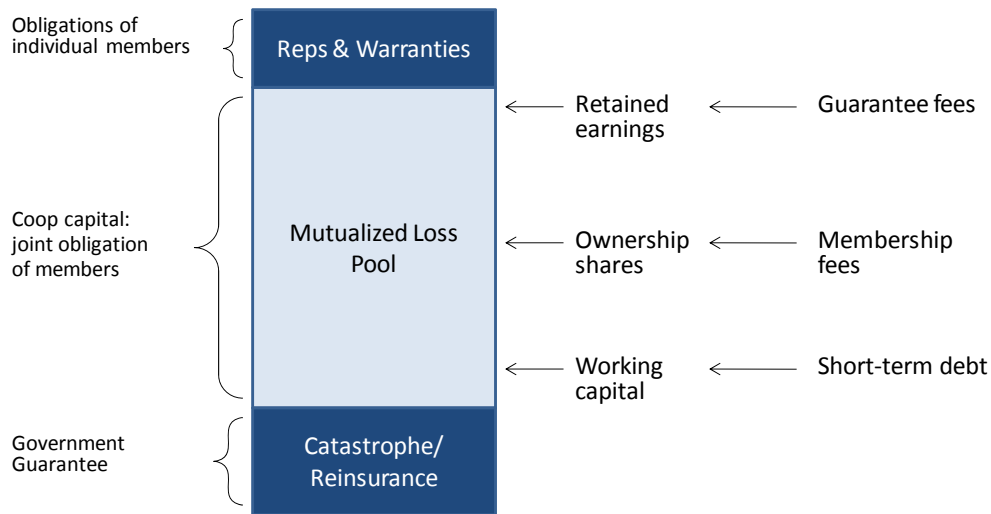 Obligations of
individual members
Reps & Warranties
Retained
earnings
Guarantee fees
Coop capital:
joint obligation
of members
Mutualized Loss
Pool
Ownership
shares
Membership
fees
Working
capital
Short-term debt
Government
Guarantee
Catastrophe/
Reinsurance